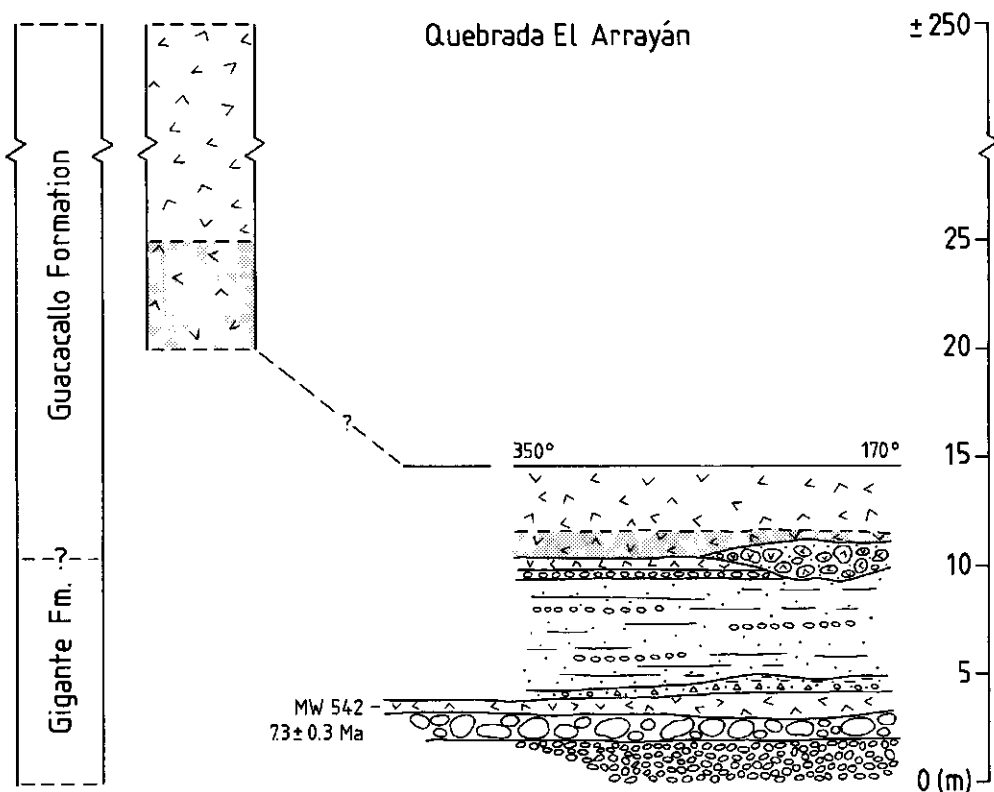 Quebrada El Arrayán
± 250
Guacacallo Formation
25
20
?
350°
170°
15
?
10
Gigante Fm.
5
MW 542
7.3 ± 0.3 Ma
0 (m)